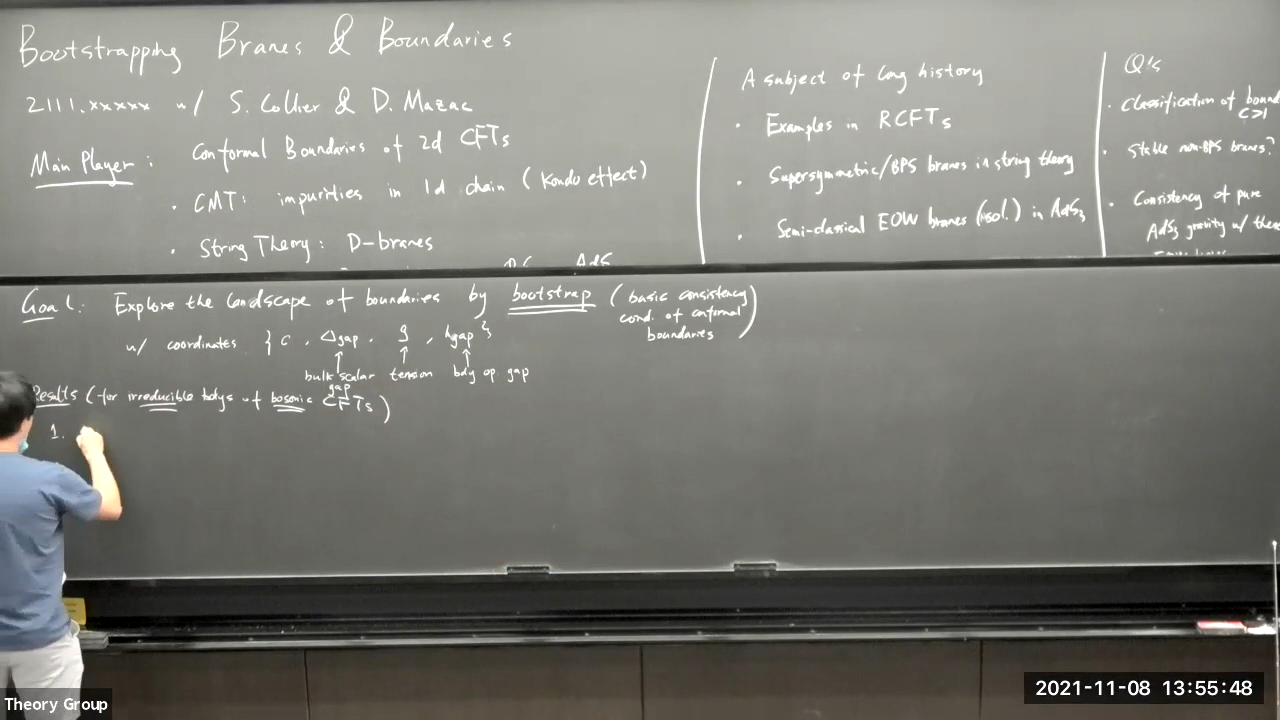 Bootstrapping Branes & Boundaries
2111.xxxxx w/ S. Collier & D. Mazac
Main Player: Conformal Boundaries of 2d CFTs
· CMT: impurities in 1d chain (Kondo effect)
· String Theory: D-branes
A subject of long history
· Examples in RCFTs
· Supersymmetric/BPS branes in string theory
· Semi-classical EOW branes (isol.) in AdS3
Q's
· Classification of bound
C>1
· Stable non-BPS branes?
· Consistency of pure
AdS3 gravity w/ these
Goal: Explore the landscape of boundaries by bootstrap (basic consistency
cond. of conformal
boundaries)
w/ coordinates { c, Δgap, g, hgap }
bulk scalar gap
tension
bdy op. gap
Results (for irreducible bdys of bosonic CFTs)
1.
Theory Group
2021-11-08 13:55:48